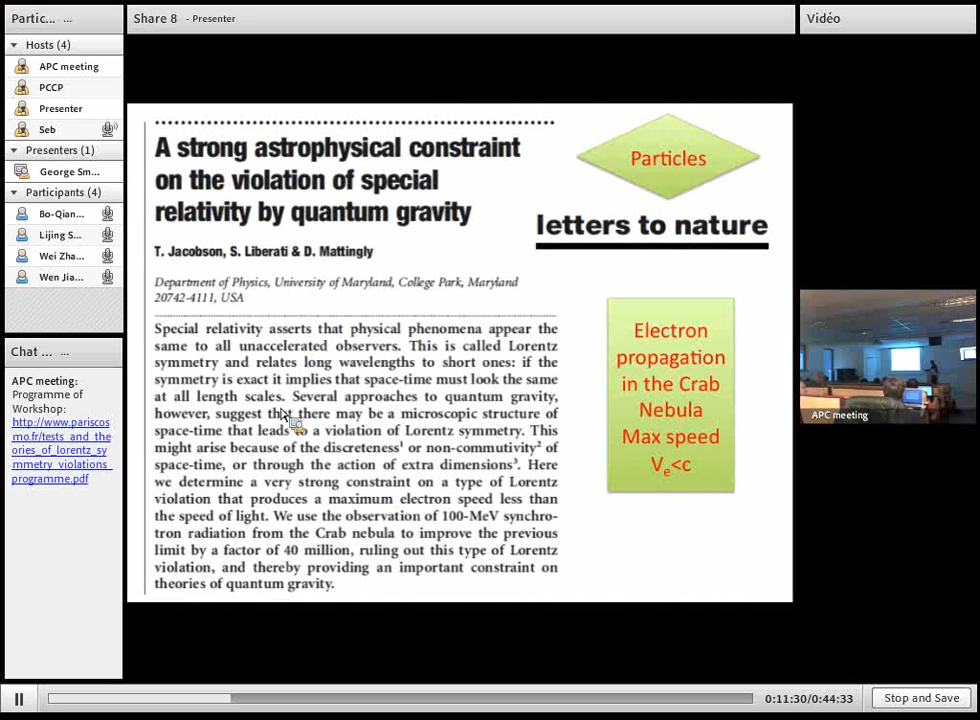 Partic... ...
Share 8 - Presenter
Vidéo
Hosts (4)
APC meeting
PCCP
Presenter
Seb
Presenters (1)
George Sm...
Participants (4)
Bo-Qian...
Lijing S...
Wei Zha...
Wen Jia...
Chat ... ...
APC meeting:
Programme of
Workshop:
http://www.pariscos
mo.fr/tests_and_the
ories_of_lorentz_sy
mmetry_violations_
programme.pdf
A strong astrophysical constraint
on the violation of special
relativity by quantum gravity
T. Jacobson, S. Liberati & D. Mattingly
Department of Physics, University of Maryland, College Park, Maryland
20742-4111, USA
Special relativity asserts that physical phenomena appear the
same to all unaccelerated observers. This is called Lorentz
symmetry and relates long wavelengths to short ones: if the
symmetry is exact it implies that space-time must look the same
at all length scales. Several approaches to quantum gravity,
however, suggest that there may be a microscopic structure of
space-time that leads to a violation of Lorentz symmetry. This
might arise because of the discreteness¹ or non-commutivity² of
space-time, or through the action of extra dimensions³. Here
we determine a very strong constraint on a type of Lorentz
violation that produces a maximum electron speed less than
the speed of light. We use the observation of 100-MeV synchro-
tron radiation from the Crab nebula to improve the previous
limit by a factor of 40 million, ruling out this type of Lorentz
violation, and thereby providing an important constraint on
theories of quantum gravity.
Particles
letters to nature
Electron
propagation
in the Crab
Nebula
Max speed
Vₑ<c
APC meeting
0:11:30/0:44:33
Stop and Save